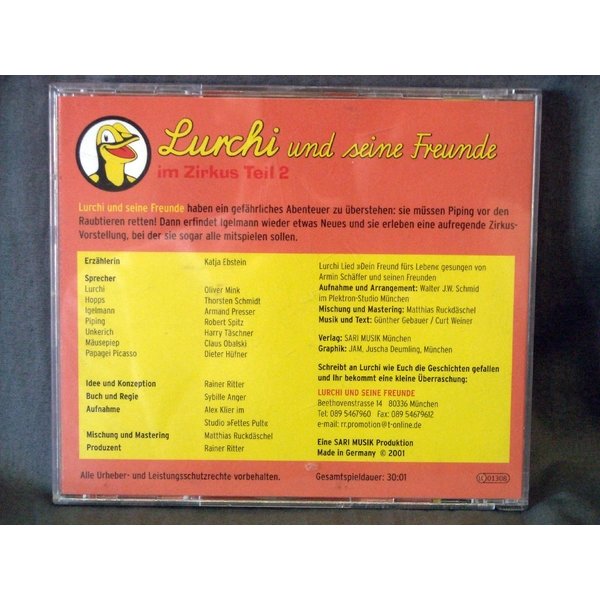 Lurchi und seine Freunde
im Zirkus Teil 2
Lurchi und seine Freunde haben ein gefährliches Abenteuer zu überstehen: sie müssen Piping vor den
Raubtieren retten! Dann erfindet Igelmann wieder etwas Neues und sie erleben eine aufregende Zirkus-
Vorstellung, bei der sie sogar alle mitspielen sollen.
Erzählerin Katja Ebstein
Sprecher
Lurchi Oliver Mink
Hopps Thorsten Schmidt
Igelmann Armand Presser
Piping Robert Spitz
Unkerich Harry Täschner
Mäusepiep Claus Obalski
Papagei Picasso Dieter Hüfner
Idee und Konzeption Rainer Ritter
Buch und Regie Sybille Anger
Aufnahme Alex Klier im
Studio »Fettes Pult«
Mischung und Mastering Matthias Ruckdäschel
Produzent Rainer Ritter
Lurchi Lied »Dein Freund fürs Leben« gesungen von
Armin Schäffer und seinen Freunden
Aufnahme und Arrangement: Walter J.W. Schmid
im Plektron-Studio München
Mischung und Mastering: Matthias Ruckdäschel
Musik und Text: Günther Gebauer / Curt Weiner
Verlag: SARI MUSIK München
Graphik: JAM, Juscha Deumling, München
Schreibt an Lurchi wie Euch die Geschichten gefallen
und Ihr bekommt eine kleine Überraschung:
LURCHI UND SEINE FREUNDE
Beethovenstrasse 14 80336 München
Tel: 089 5467960 Fax: 089 54679612
e-mail: rr.promotion@t-online.de
Eine SARI MUSIK Produktion
Made in Germany © 2001
Alle Urheber- und Leistungsschutzrechte vorbehalten. Gesamtspieldauer: 30:01
LC 01308